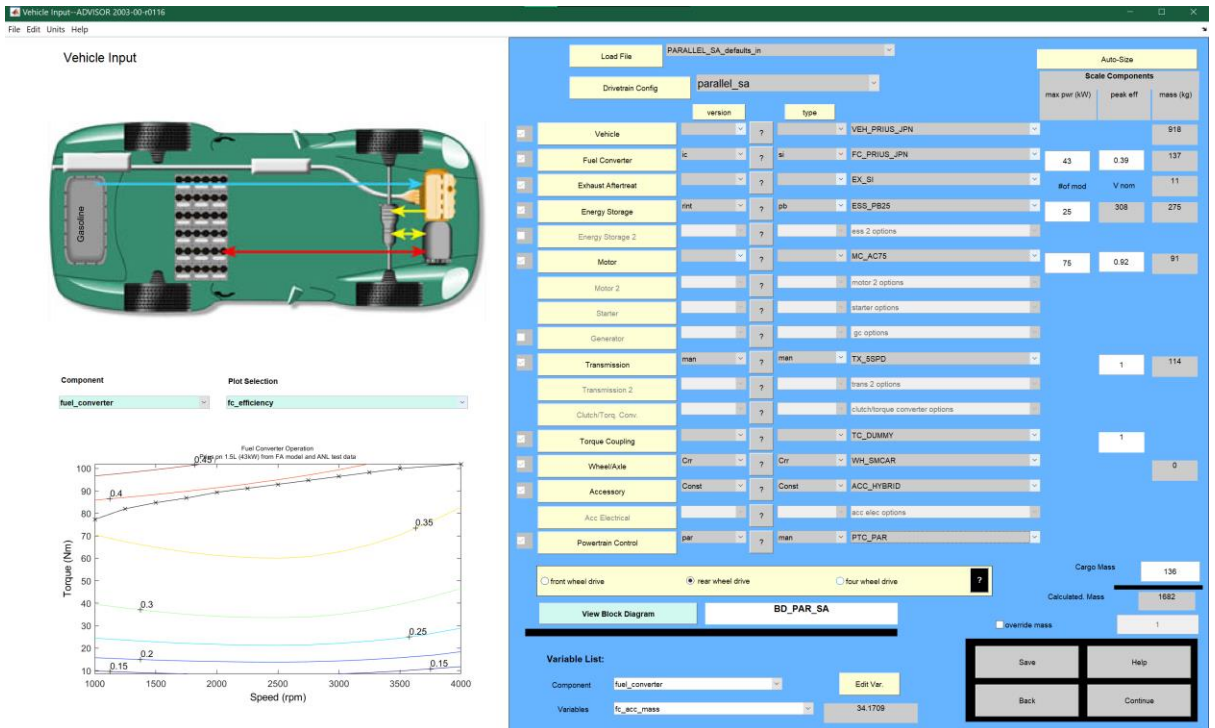 Vehicle Input--ADVISOR 2003-00-r0116
File Edit Units Help
Vehicle Input
Gasoline
Component
Plot Selection
fuel_converter
fc_efficiency
Fuel Converter Operation
Prius_jpn 1.5L (43kW) from FA model and ANL test data
0.45
0.4
0.35
0.3
0.25
0.2
0.15
0.15
100
90
80
70
60
50
40
30
20
10
Torque (Nm)
1000 1500 2000 2500 3000 3500 4000
Speed (rpm)
Load File PARALLEL_SA_defaults_in
Auto-Size
Drivetrain Config parallel_sa
Scale Components
max pwr (kW) peak eff mass (kg)
version type
Vehicle ? VEH_PRIUS_JPN 918
Fuel Converter ic ? si FC_PRIUS_JPN 43 0.39 137
Exhaust Aftertreat ? EX_SI #of mod V nom 11
Energy Storage rint ? pb ESS_PB25 25 308 275
Energy Storage 2 ? ess 2 options
Motor ? MC_AC75 75 0.92 91
Motor 2 ? motor 2 options
Starter ? starter options
Generator ? gc options
Transmission man ? man TX_5SPD 1 114
Transmission 2 ? trans 2 options
Clutch/Torq. Conv. ? clutch/torque converter options
Torque Coupling ? TC_DUMMY 1
Wheel/Axle Crr ? Crr WH_SMCAR 0
Accessory Const ? Const ACC_HYBRID
Acc Electrical ? acc elec options
Powertrain Control par ? man PTC_PAR
front wheel drive rear wheel drive four wheel drive ?
Cargo Mass 136
Calculated. Mass 1682
View Block Diagram BD_PAR_SA
override mass 1
Variable List:
Component fuel_converter Edit Var.
Variables fc_acc_mass 34.1709
Save Help
Back Continue